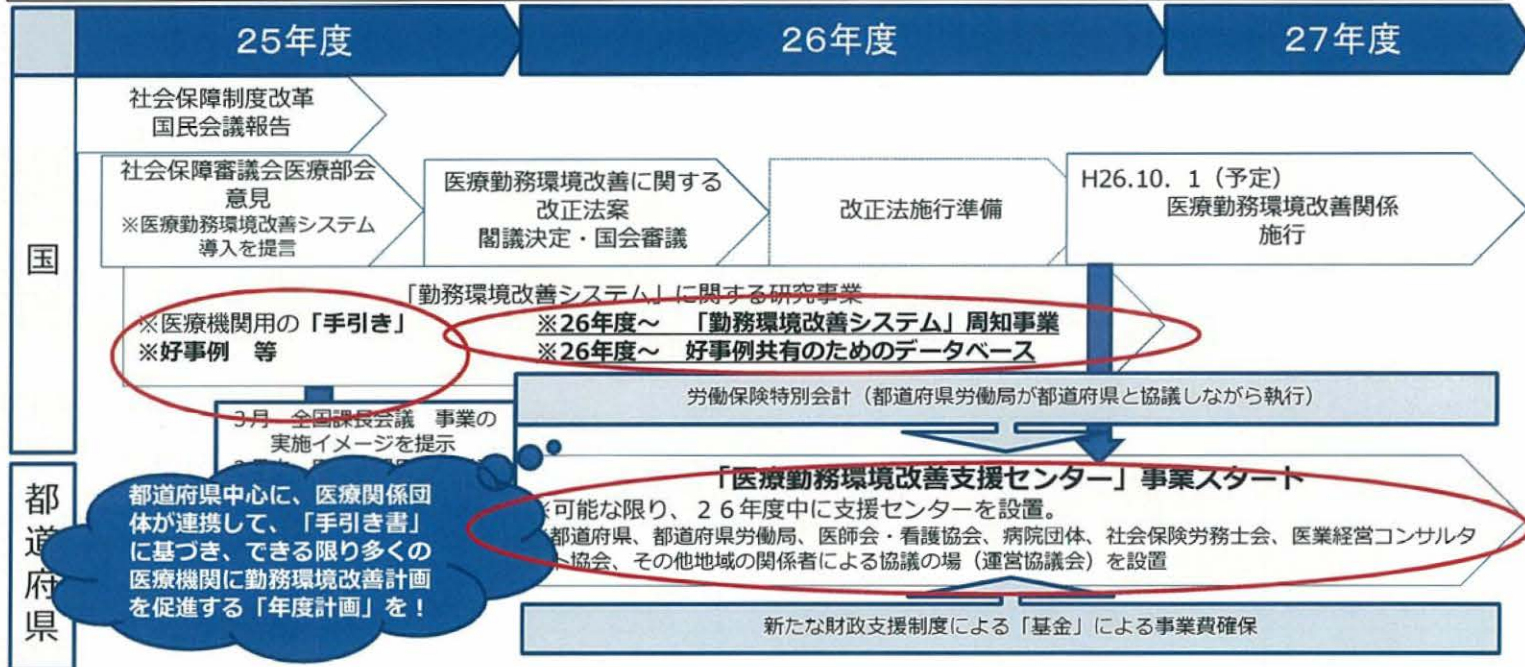 25年度
26年度
27年度
国
社会保障制度改革
国民会議報告
社会保障審議会医療部会
意見
※医療勤務環境改善システム
導入を提言
医療勤務環境改善に関する
改正法案
閣議決定・国会審議
改正法施行準備
H26.10. 1(予定)
医療勤務環境改善関係
施行
「勤務環境改善システム」に関する研究事業
※医療機関用の「手引き」
※好事例　等
※26年度～　「勤務環境改善システム」周知事業
※26年度～　好事例共有のためのデータベース
労働保険特別会計（都道府県労働局が都道府県と協議しながら執行）
3月　全国課長会議　事業の
実施イメージを提示
都道府県
都道府県中心に、医療関係団
体が連携して、「手引き書」
に基づき、できる限り多くの
医療機関に勤務環境改善計画
を促進する「年度計画」を！
「医療勤務環境改善支援センター」事業スタート
※可能な限り、２６年度中に支援センターを設置。
都道府県、都道府県労働局、医師会・看護協会、病院団体、社会保険労務士会、医業経営コンサルタ
ト協会、その他地域の関係者による協議の場（運営協議会）を設置
新たな財政支援制度による「基金」による事業費確保